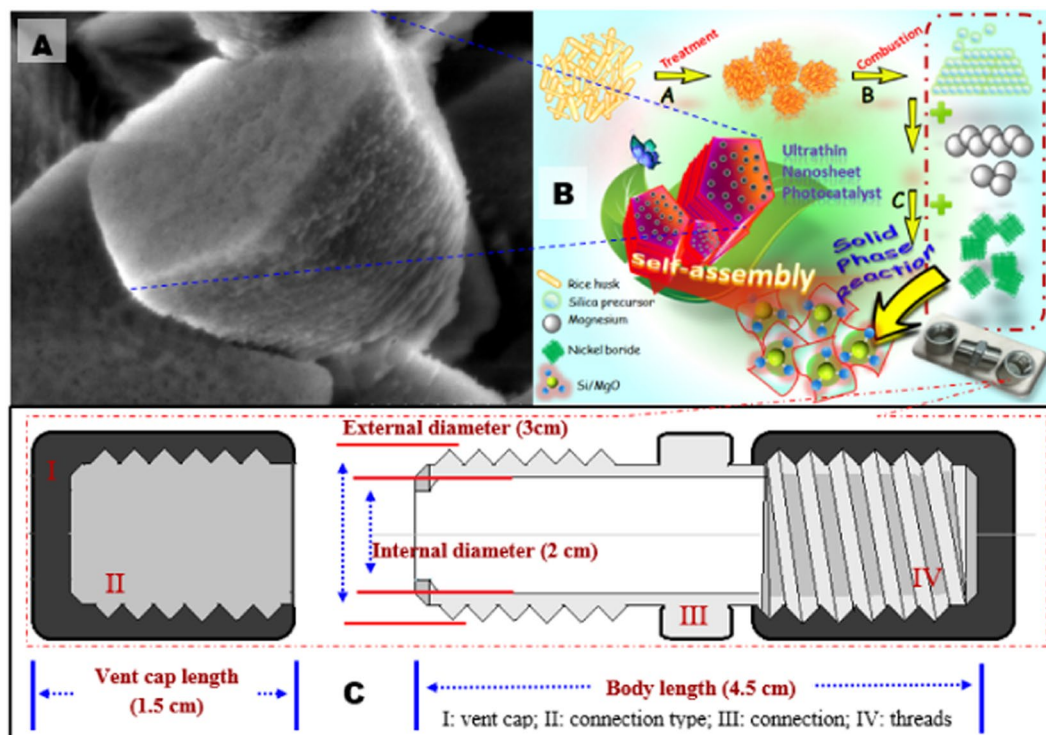 A
B
Treatment
A
Combustion
B
Ultrathin
Nanosheet
Photocatalyst
C
Solid
Phase
Reaction
self-assembly
Rice husk
Silica precursor
Magnesium
Nickel boride
Si/MgO
External diameter (3cm)
I
Internal diameter (2 cm)
II
III
IV
Vent cap length
(1.5 cm)
C
Body length (4.5 cm)
I: vent cap; II: connection type; III: connection; IV: threads